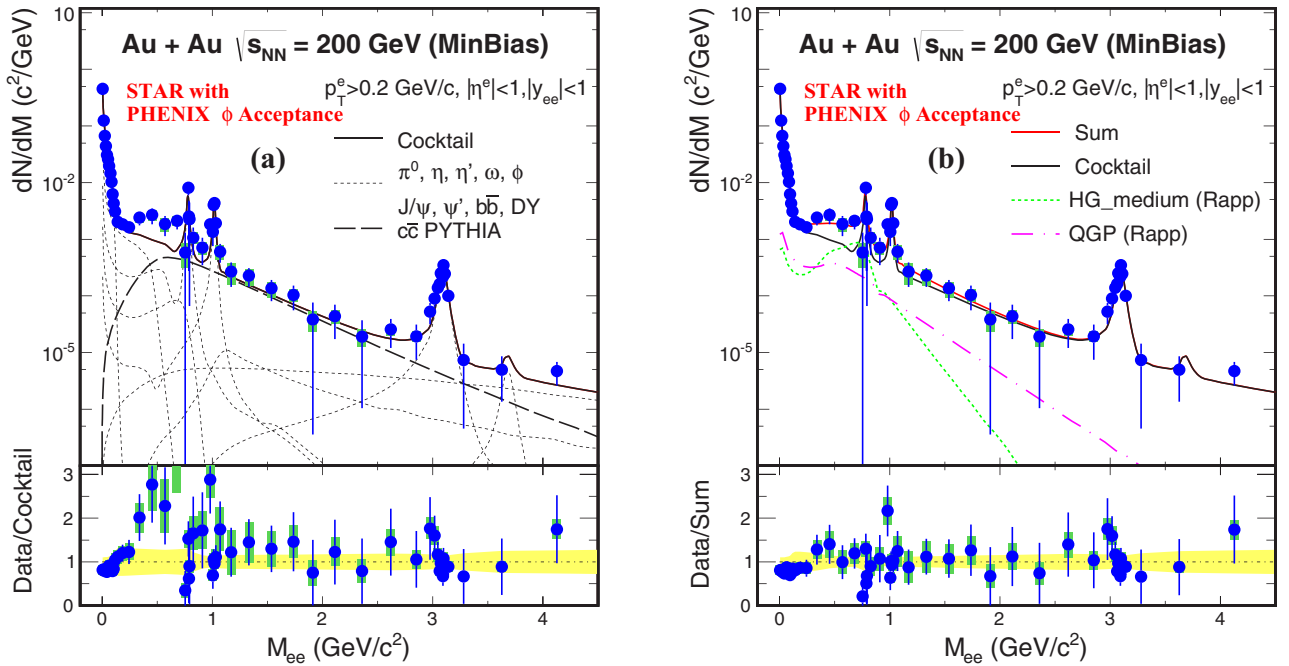 Au + Au √s_NN = 200 GeV (MinBias)
STAR with
PHENIX ϕ Acceptance
p_T^e>0.2 GeV/c, |η^e|<1,|y_ee|<1
(a)
Cocktail
π⁰, η, η', ω, ϕ
J/ψ, ψ', bb̅, DY
cc̅ PYTHIA
dN/dM (c²/GeV)
10
10⁻²
10⁻⁵
Data/Cocktail
3
2
1
0
0 1 2 3 4
M_ee (GeV/c²)
Au + Au √s_NN = 200 GeV (MinBias)
STAR with
PHENIX ϕ Acceptance
p_T^e>0.2 GeV/c, |η^e|<1,|y_ee|<1
(b)
Sum
Cocktail
HG_medium (Rapp)
QGP (Rapp)
dN/dM (c²/GeV)
10
10⁻²
10⁻⁵
Data/Sum
3
2
1
0
0 1 2 3 4
M_ee (GeV/c²)